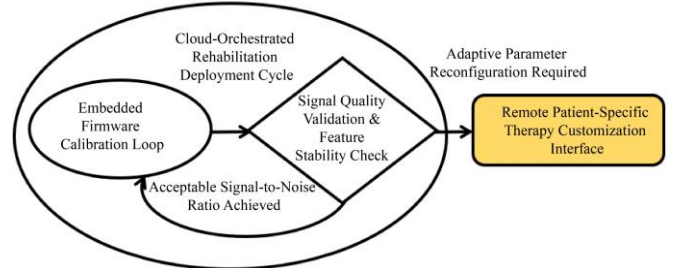 Cloud-Orchestrated
Rehabilitation
Deployment Cycle
Adaptive Parameter
Reconfiguration Required
Embedded
Firmware
Calibration Loop
Signal Quality
Validation &
Feature
Stability Check
Remote Patient-Specific
Therapy Customization
Interface
Acceptable Signal-to-Noise
Ratio Achieved